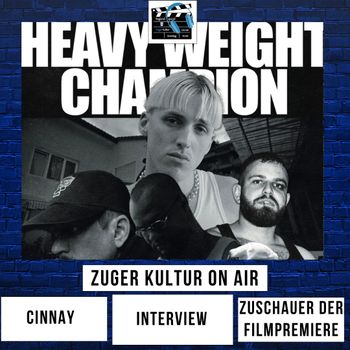 HEAVY WEIGHT
CHAMPION
ZUGER KULTUR ON AIR
CINNAY
INTERVIEW
ZUSCHAUER DER
FILMPREMIERE